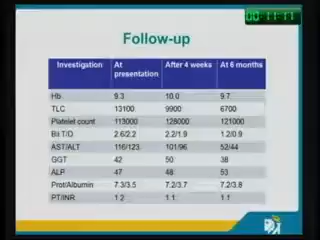 00:11:17
Follow-up
Investigation At presentation After 4 weeks At 6 months
Hb 9.3 10.0 9.7
TLC 13100 9900 6700
Platelet count 113000 128000 121000
Bil T/D 2.6/2.2 2.2/1.9 1.2/0.9
AST/ALT 116/123 101/96 52/44
GGT 42 50 38
ALP 47 48 53
Prot/Albumin 7.3/3.5 7.2/3.7 7.2/3.8
PT/INR 1.2 1.1 1.1